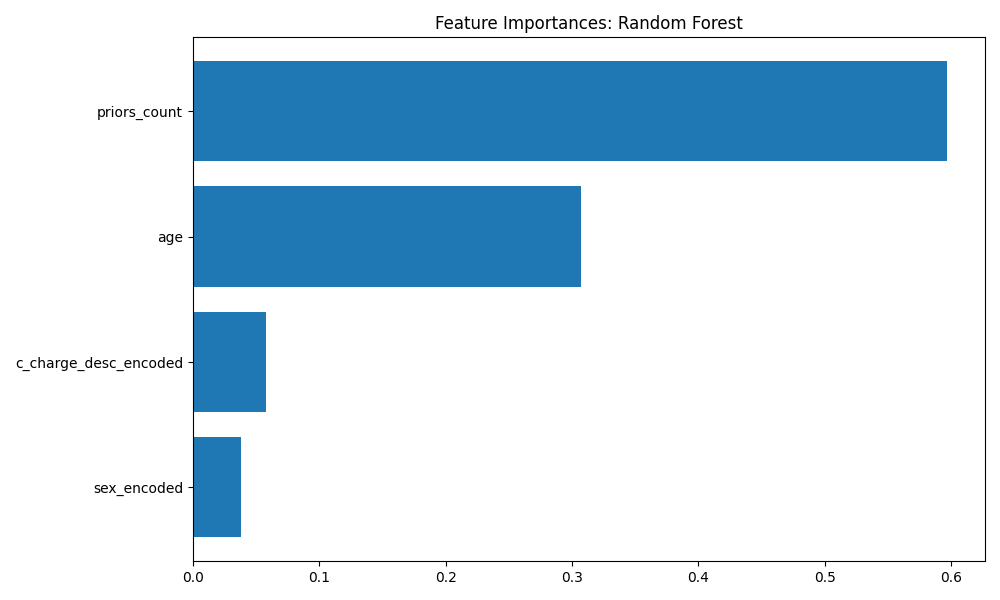 Feature Importances: Random Forest
priors_count
age
c_charge_desc_encoded
sex_encoded
0.0 0.1 0.2 0.3 0.4 0.5 0.6